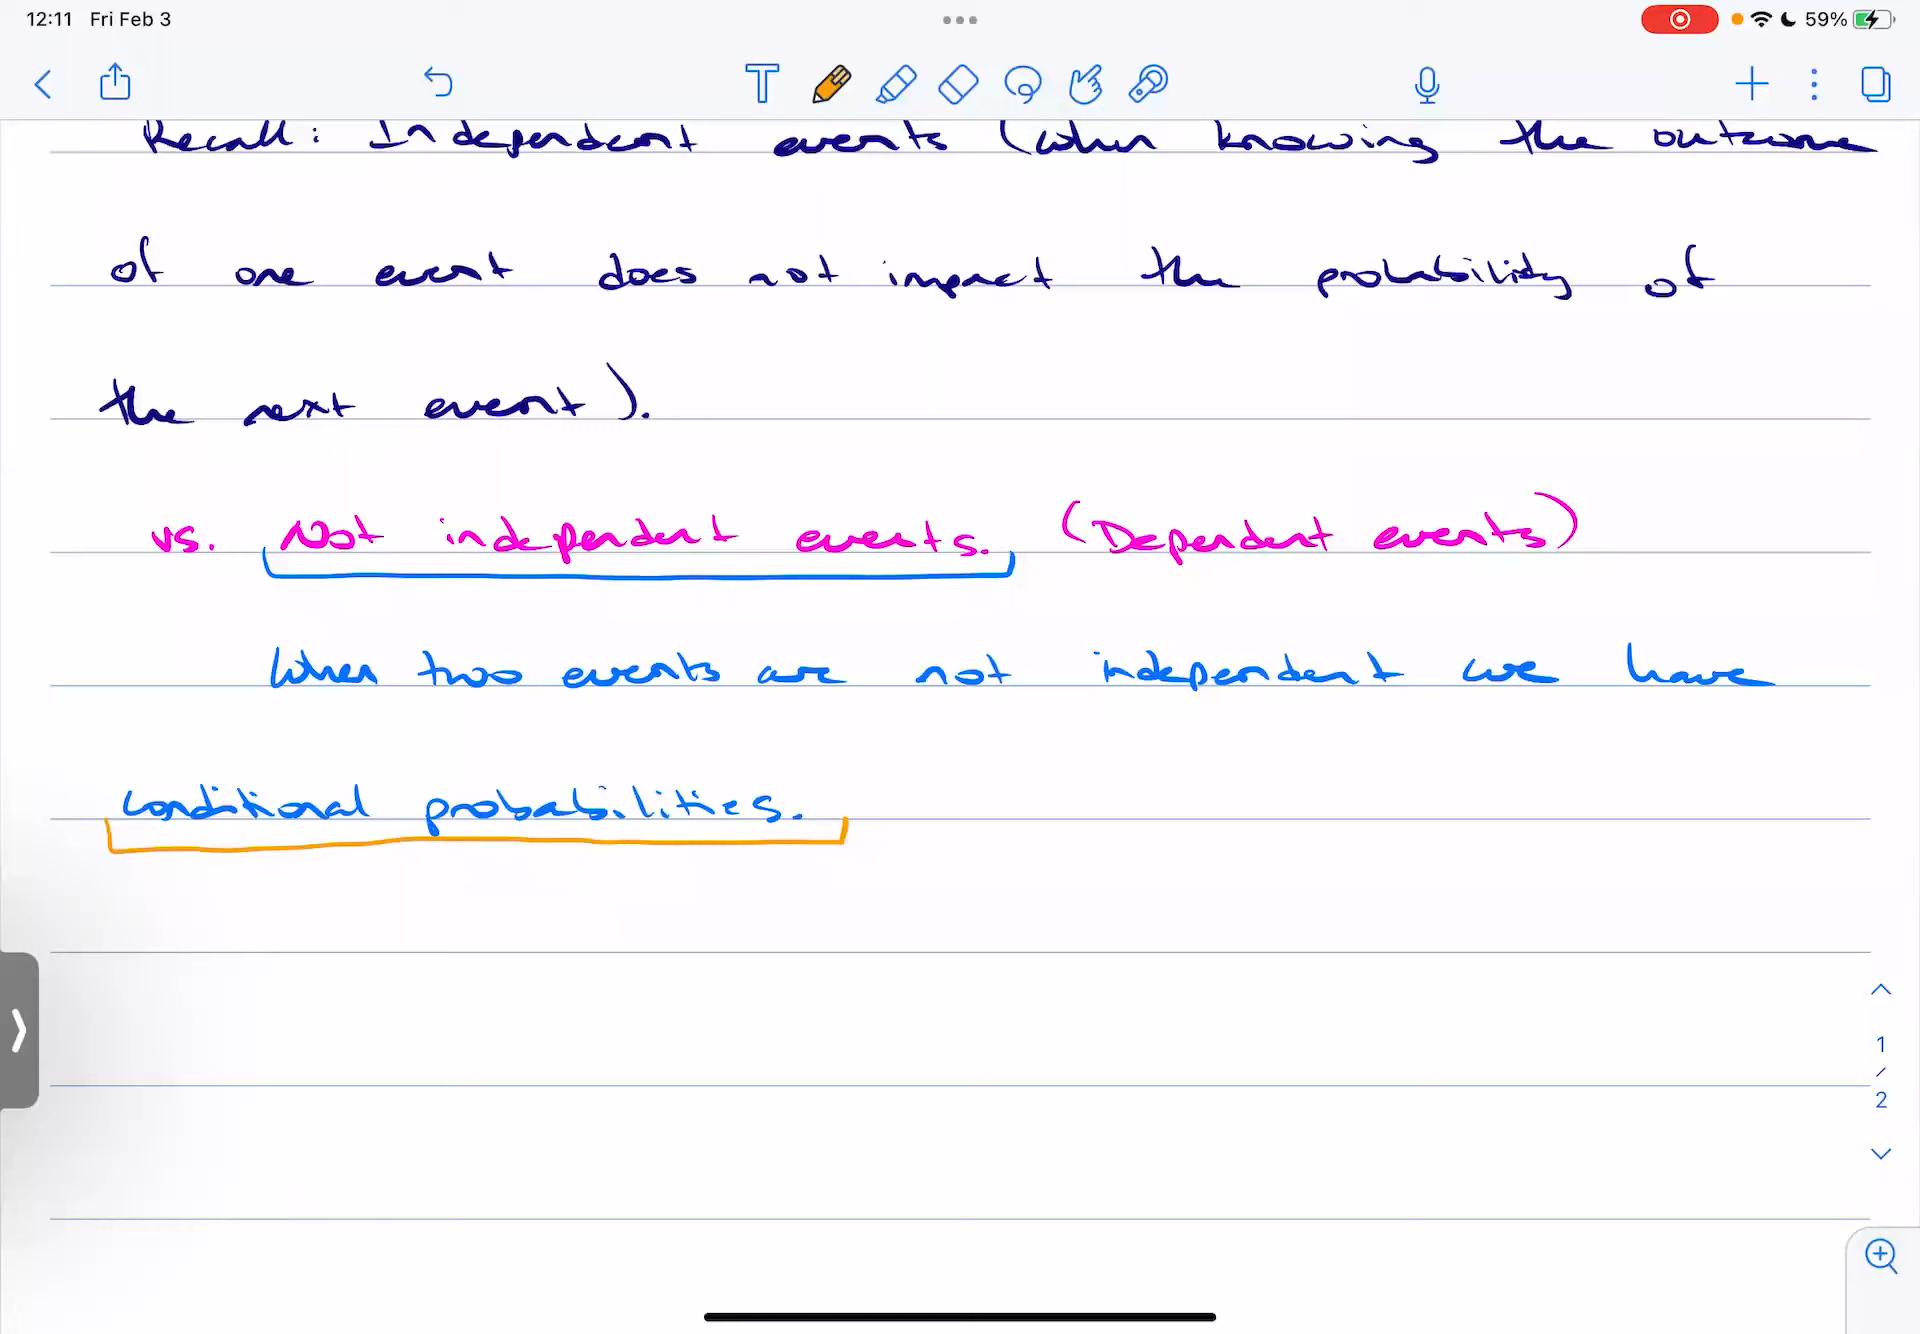 12:11 Fri Feb 3 59%
Recall: Independent events (when knowing the outcome
of one event does not impact the probability of
the next event).
vs. Not independent events. (Dependent events)
When two events are not independent we have
conditional probabilities.
1
/
2